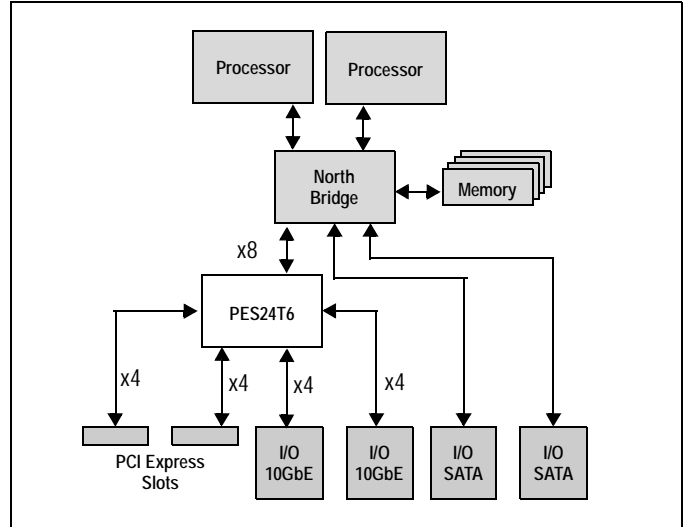 Processor
Processor
North
Bridge
Memory
x8
PES24T6
x4
x4
x4
x4
PCI Express
Slots
I/O
10GbE
I/O
10GbE
I/O
SATA
I/O
SATA